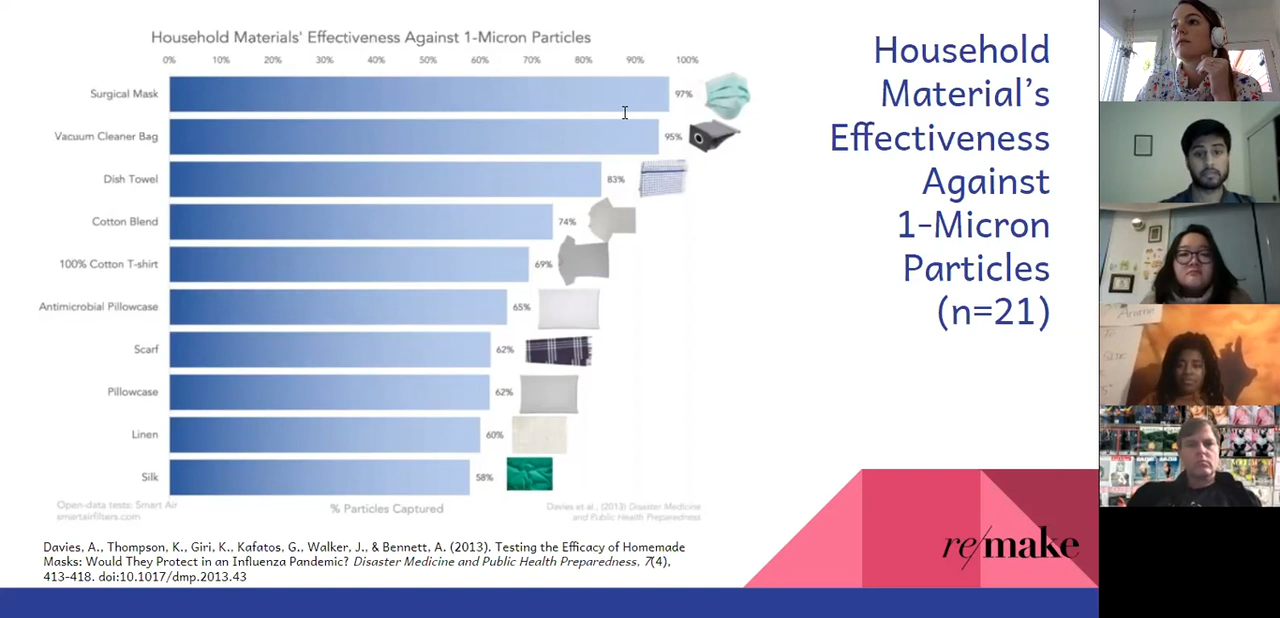 Household Materials' Effectiveness Against 1-Micron Particles
0% 10% 20% 30% 40% 50% 60% 70% 80% 90% 100%
Surgical Mask 97%
Vacuum Cleaner Bag 95%
Dish Towel 83%
Cotton Blend 74%
100% Cotton T-shirt 69%
Antimicrobial Pillowcase 65%
Scarf 62%
Pillowcase 62%
Linen 60%
Silk 58%
% Particles Captured
Open-data tests: Smart Air
smartairfilters.com
Davies et al., (2013) Disaster Medicine
and Public Health Preparedness
Davies, A., Thompson, K., Giri, K., Kafatos, G., Walker, J., & Bennett, A. (2013). Testing the Efficacy of Homemade
Masks: Would They Protect in an Influenza Pandemic? Disaster Medicine and Public Health Preparedness, 7(4),
413-418. doi:10.1017/dmp.2013.43
Household
Material's
Effectiveness
Against
1-Micron
Particles
(n=21)
re/make